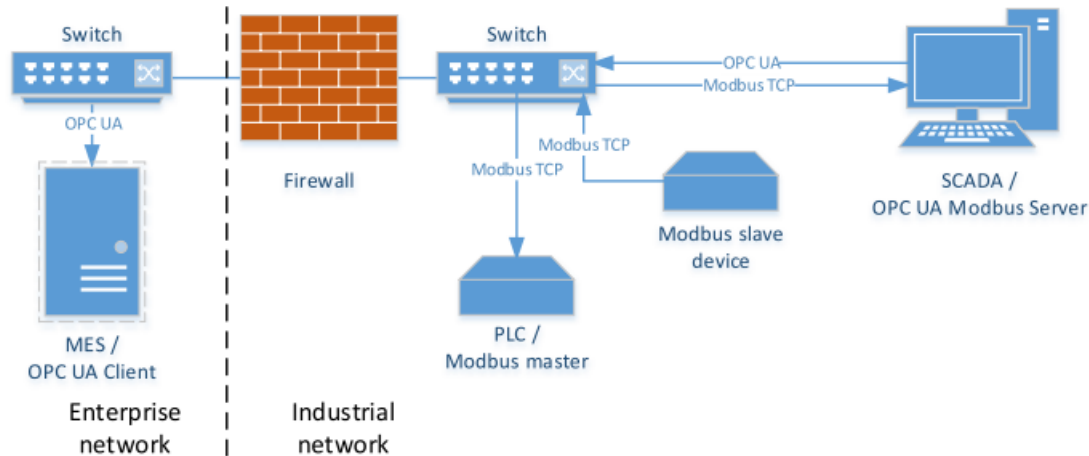 Switch
OPC UA
MES /
OPC UA Client
Enterprise
network
Firewall
Industrial
network
Switch
OPC UA
Modbus TCP
Modbus TCP
Modbus TCP
Modbus slave
device
PLC /
Modbus master
SCADA /
OPC UA Modbus Server